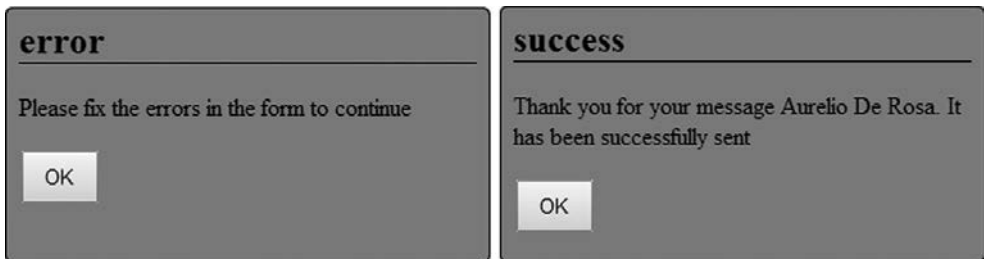 error
Please fix the errors in the form to continue
OK
success
Thank you for your message Aurelio De Rosa. It
has been successfully sent
OK